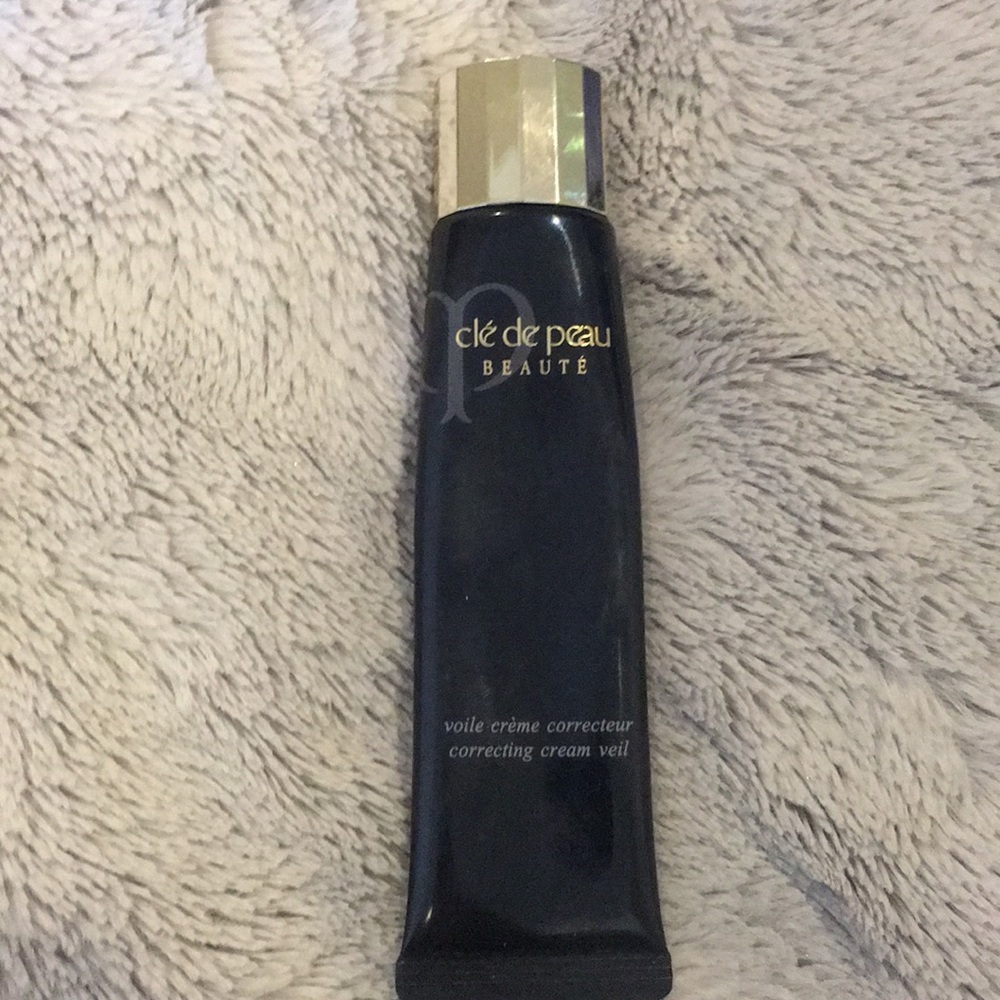 clé de peau
BEAUTÉ
voile crème correcteur
correcting cream veil